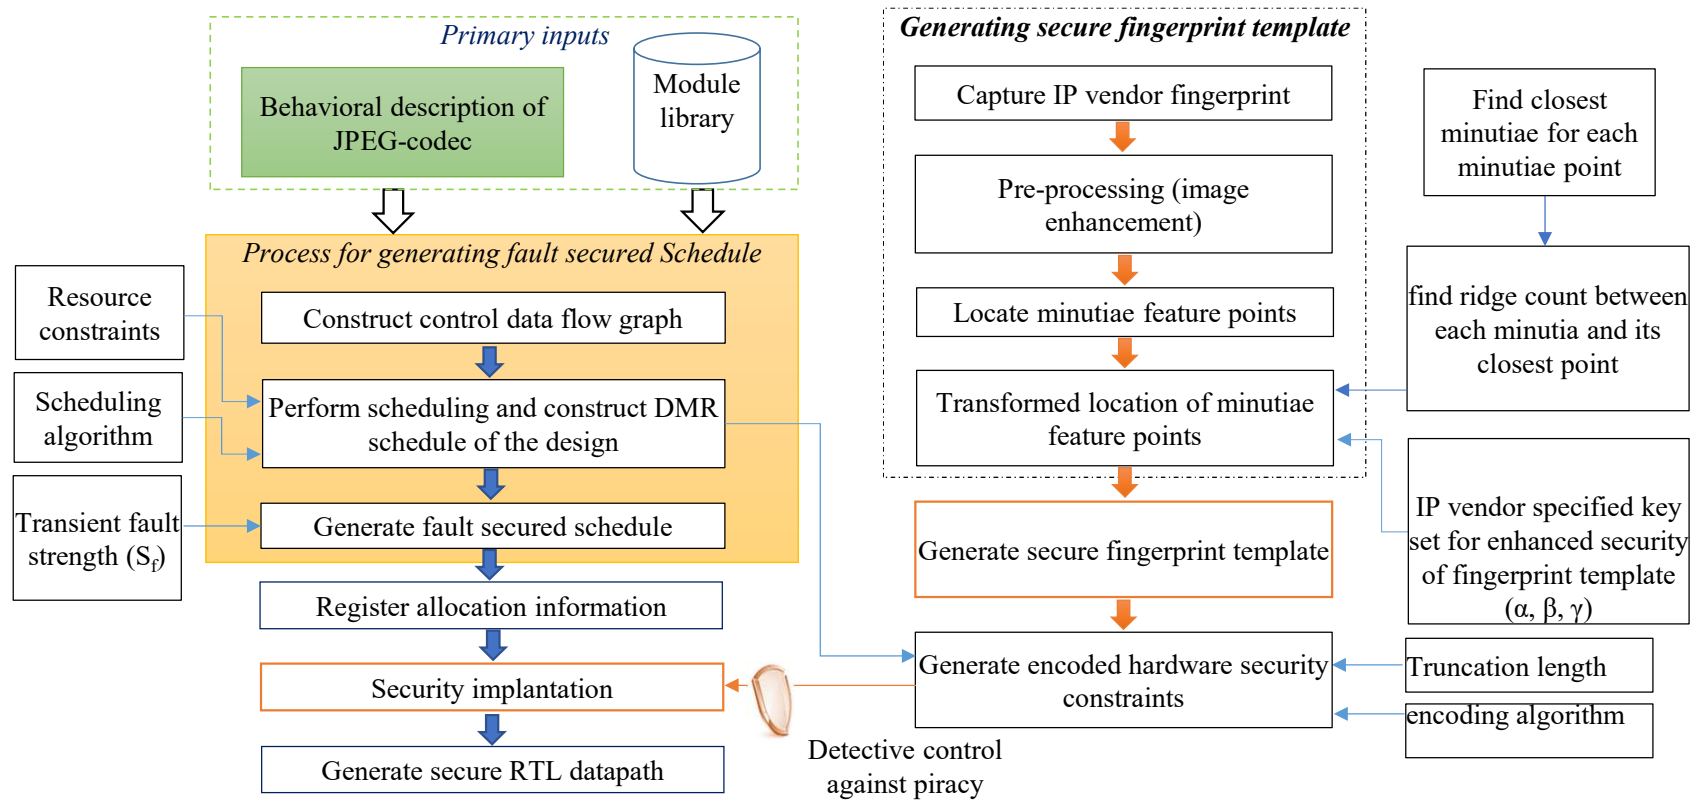 Primary inputs
Behavioral description of
JPEG-codec
Module
library
Process for generating fault secured Schedule
Resource
constraints
Construct control data flow graph
Scheduling
algorithm
Perform scheduling and construct DMR
schedule of the design
Transient fault
strength (Sf)
Generate fault secured schedule
Register allocation information
Security implantation
Generate secure RTL datapath
Detective control
against piracy
Generating secure fingerprint template
Capture IP vendor fingerprint
Pre-processing (image
enhancement)
Locate minutiae feature points
Transformed location of minutiae
feature points
Generate secure fingerprint template
Generate encoded hardware security
constraints
Find closest
minutiae for each
minutiae point
find ridge count between
each minutia and its
closest point
IP vendor specified key
set for enhanced security
of fingerprint template
(α, β, γ)
Truncation length
encoding algorithm